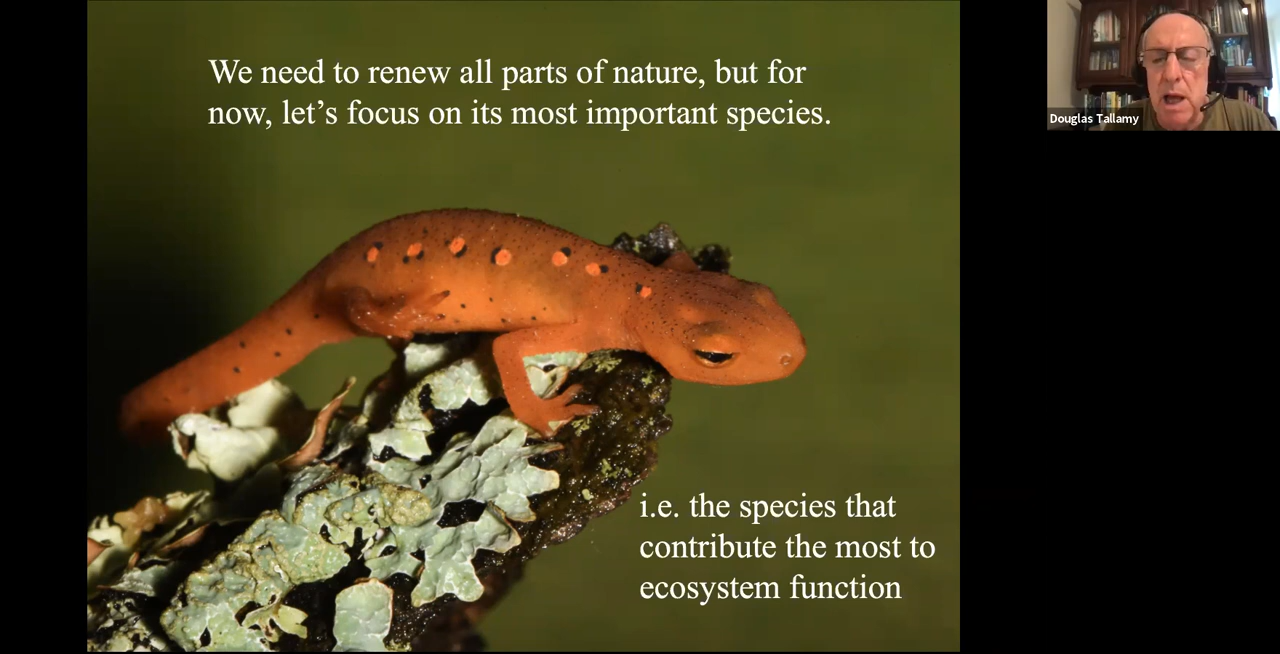 We need to renew all parts of nature, but for
now, let’s focus on its most important species.
i.e. the species that
contribute the most to
ecosystem function
Douglas Tallamy